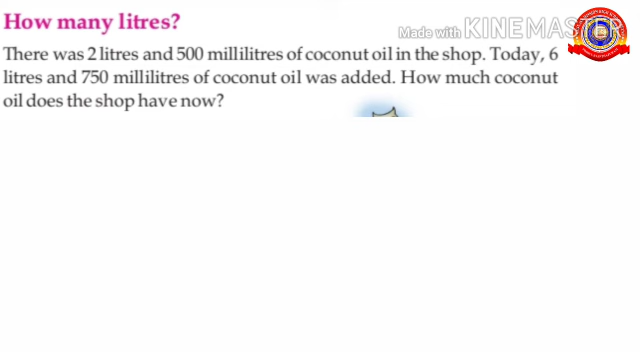 How many litres?
Made with KINEMASTER
There was 2 litres and 500 millilitres of coconut oil in the shop. Today, 6
litres and 750 millilitres of coconut oil was added. How much coconut
oil does the shop have now?